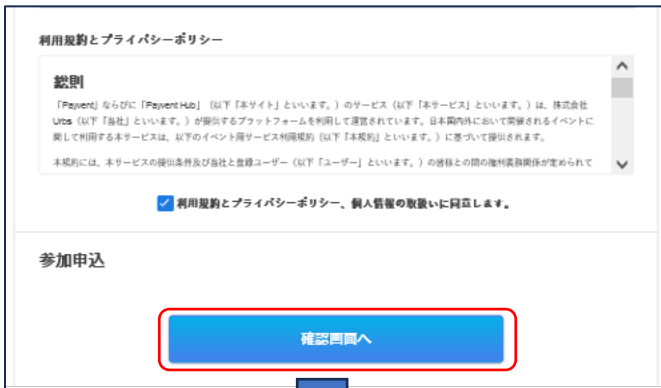 利用規約とプライバシーポリシー
総則
「Payvent」ならびに「Payvent Hub」（以下「本サイト」といいます。）のサービス（以下「本サービス」といいます。）は、株式会社
Urbs（以下「当社」といいます。）が提供するプラットフォームを利用して運営されています。日本国内外において開催されるイベントに
関して利用する本サービスは、以下のイベント用サービス利用規約（以下「本規約」といいます。）に基づいて提供されます。
本規約には、本サービスの提供条件及び当社と登録ユーザー（以下「ユーザー」といいます。）の皆様との間の権利義務関係が定められて
利用規約とプライバシーポリシー、個人情報の取扱いに同意します。
参加申込
確認画面へ